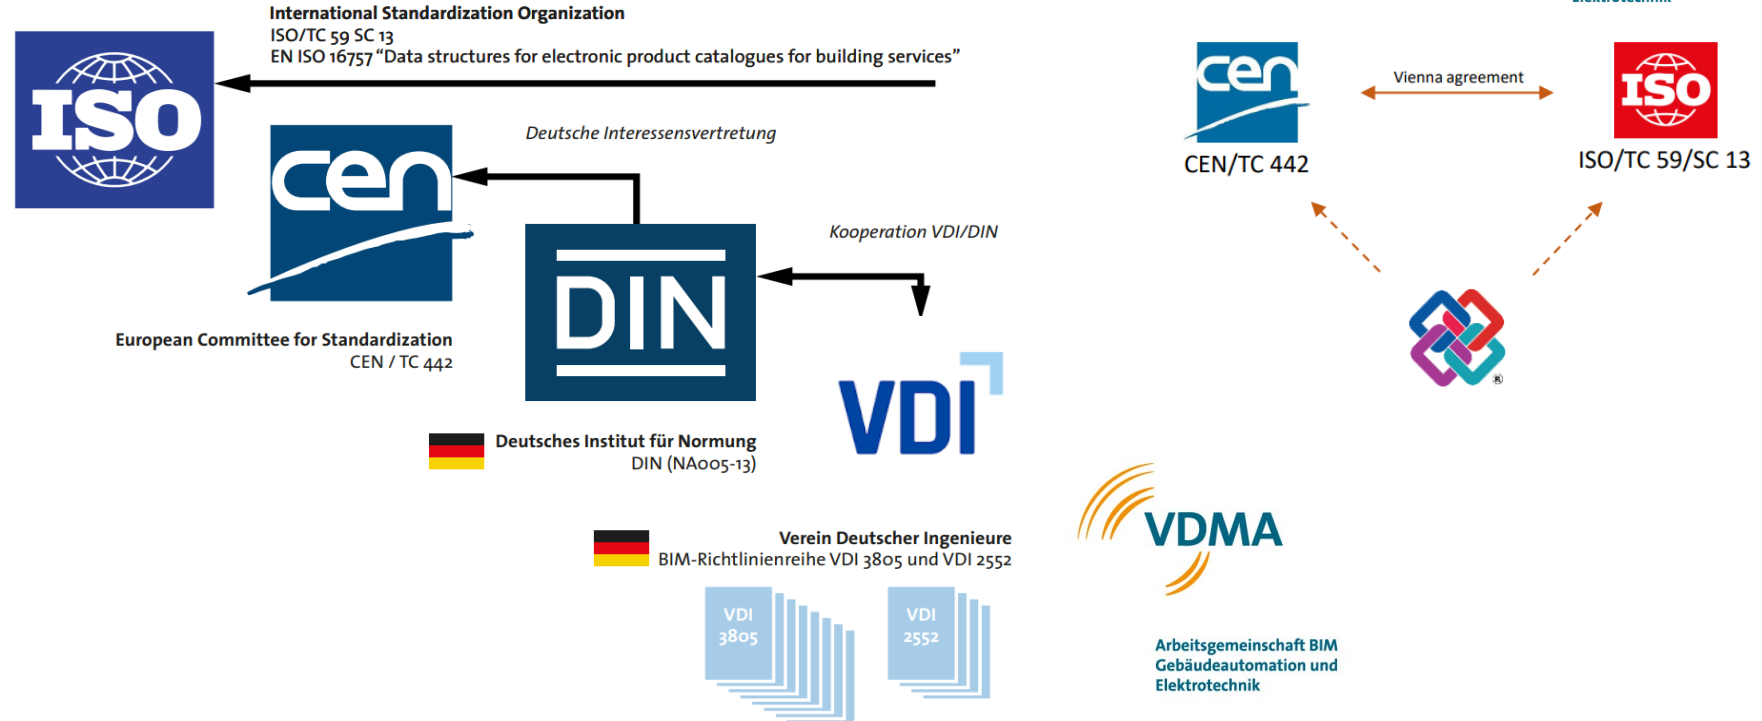 International Standardization Organization
ISO/TC 59 SC 13
EN ISO 16757 “Data structures for electronic product catalogues for building services”
ISO
cen
Deutsche Interessensvertretung
DIN
Kooperation VDI/DIN
European Committee for Standardization
CEN / TC 442
VDI
Deutsches Institut für Normung
DIN (NA005-13)
Verein Deutscher Ingenieure
BIM-Richtlinienreihe VDI 3805 und VDI 2552
VDI
3805
VDI
2552
VDMA
Arbeitsgemeinschaft BIM
Gebäudeautomation und
Elektrotechnik
Elektrotechnik
cen
Vienna agreement
ISO
CEN/TC 442
ISO/TC 59/SC 13
®